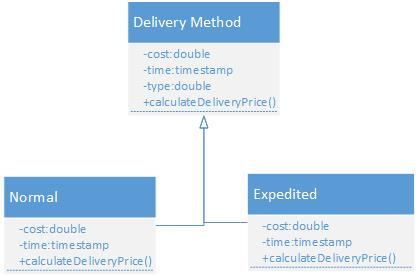 Delivery Method
-cost:double
-time:timestamp
-type:double
+calculateDeliveryPrice()
Normal
-cost:double
-time:timestamp
+calculateDeliveryPrice()
Expedited
-cost:double
-time:timestamp
+calculateDeliveryPrice()